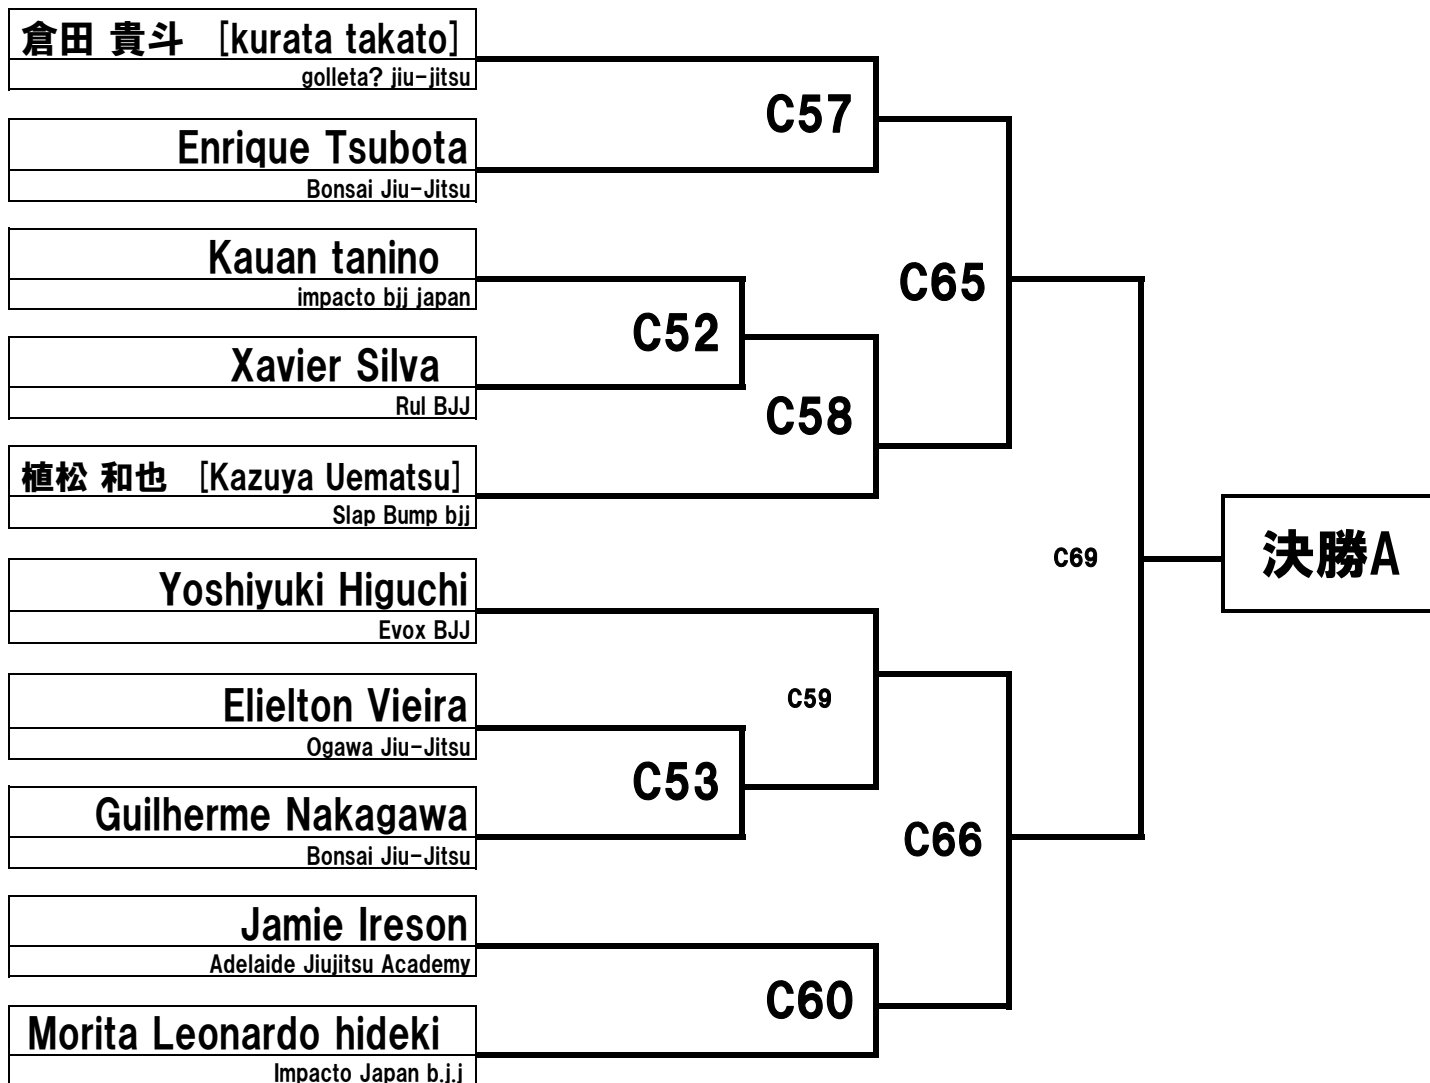 倉田 貴斗 [kurata takato]
golleta? jiu-jitsu
Enrique Tsubota
Bonsai Jiu-Jitsu
Kauan tanino
impacto bjj japan
Xavier Silva
Rul BJJ
植松 和也 [Kazuya Uematsu]
Slap Bump bjj
Yoshiyuki Higuchi
Evox BJJ
Elielton Vieira
Ogawa Jiu-Jitsu
Guilherme Nakagawa
Bonsai Jiu-Jitsu
Jamie Ireson
Adelaide Jiujitsu Academy
Morita Leonardo hideki
Impacto Japan b.j.j
C52
C53
C57
C58
C59
C60
C65
C66
C69
決勝A